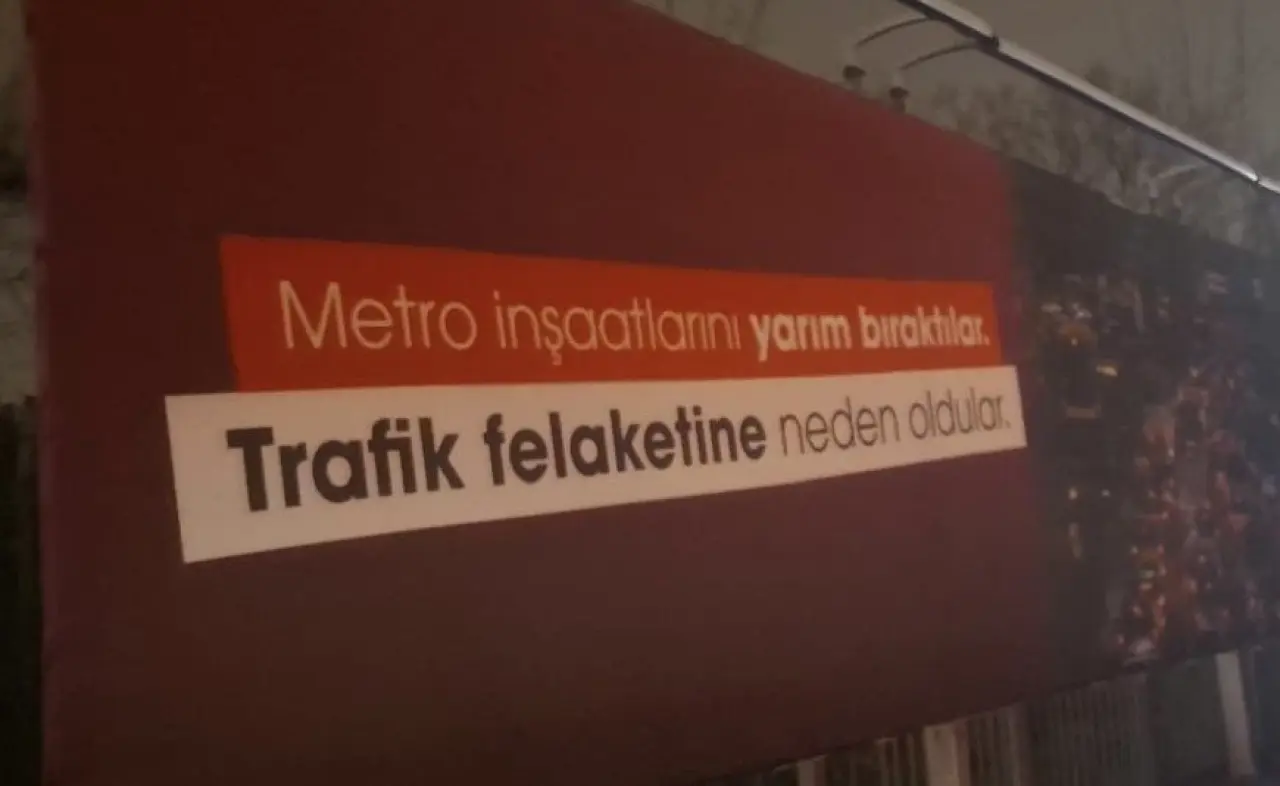 Metro inşaatlarını yarım bıraktılar.
Trafik felaketine neden oldular.